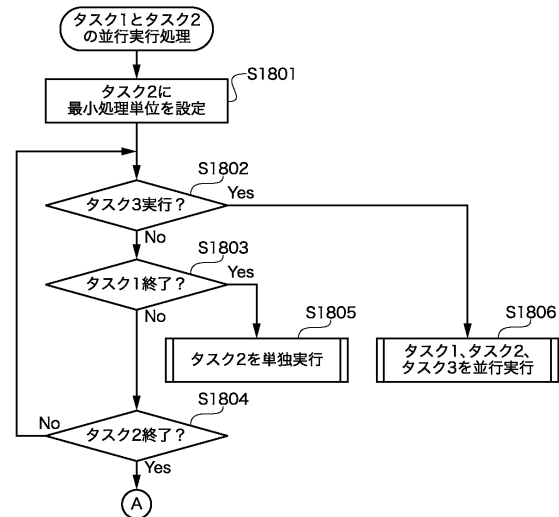 タスク1とタスク2
の並行実行処理
S1801
タスク2に
最小処理単位を設定
S1802
タスク3実行？
Yes
No
S1803
タスク1終了？
Yes
No
S1805
タスク2を単独実行
S1806
タスク1、タスク2、
タスク3を並行実行
S1804
タスク2終了？
No
Yes
A